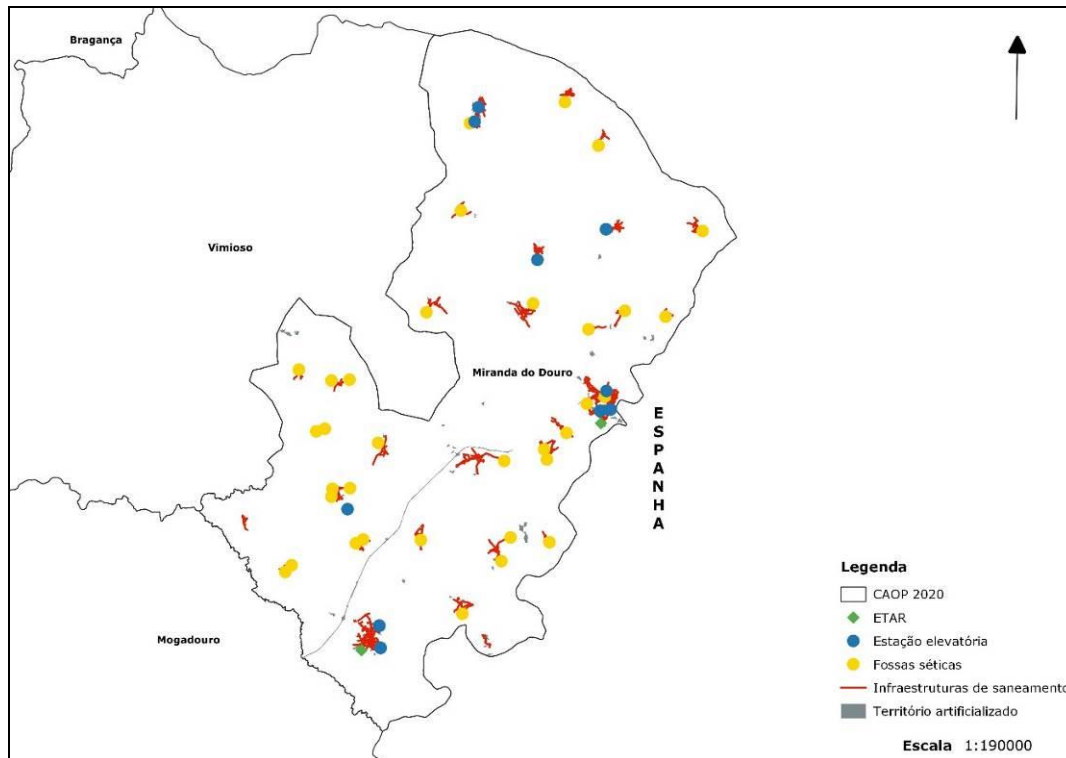 Bragança
Vimioso
Miranda do Douro
ESPANHA
Mogadouro
Legenda
CAOP 2020
ETAR
Estação elevatória
Fossas séticas
Infraestruturas de saneamento
Território artificializado
Escala 1:190000